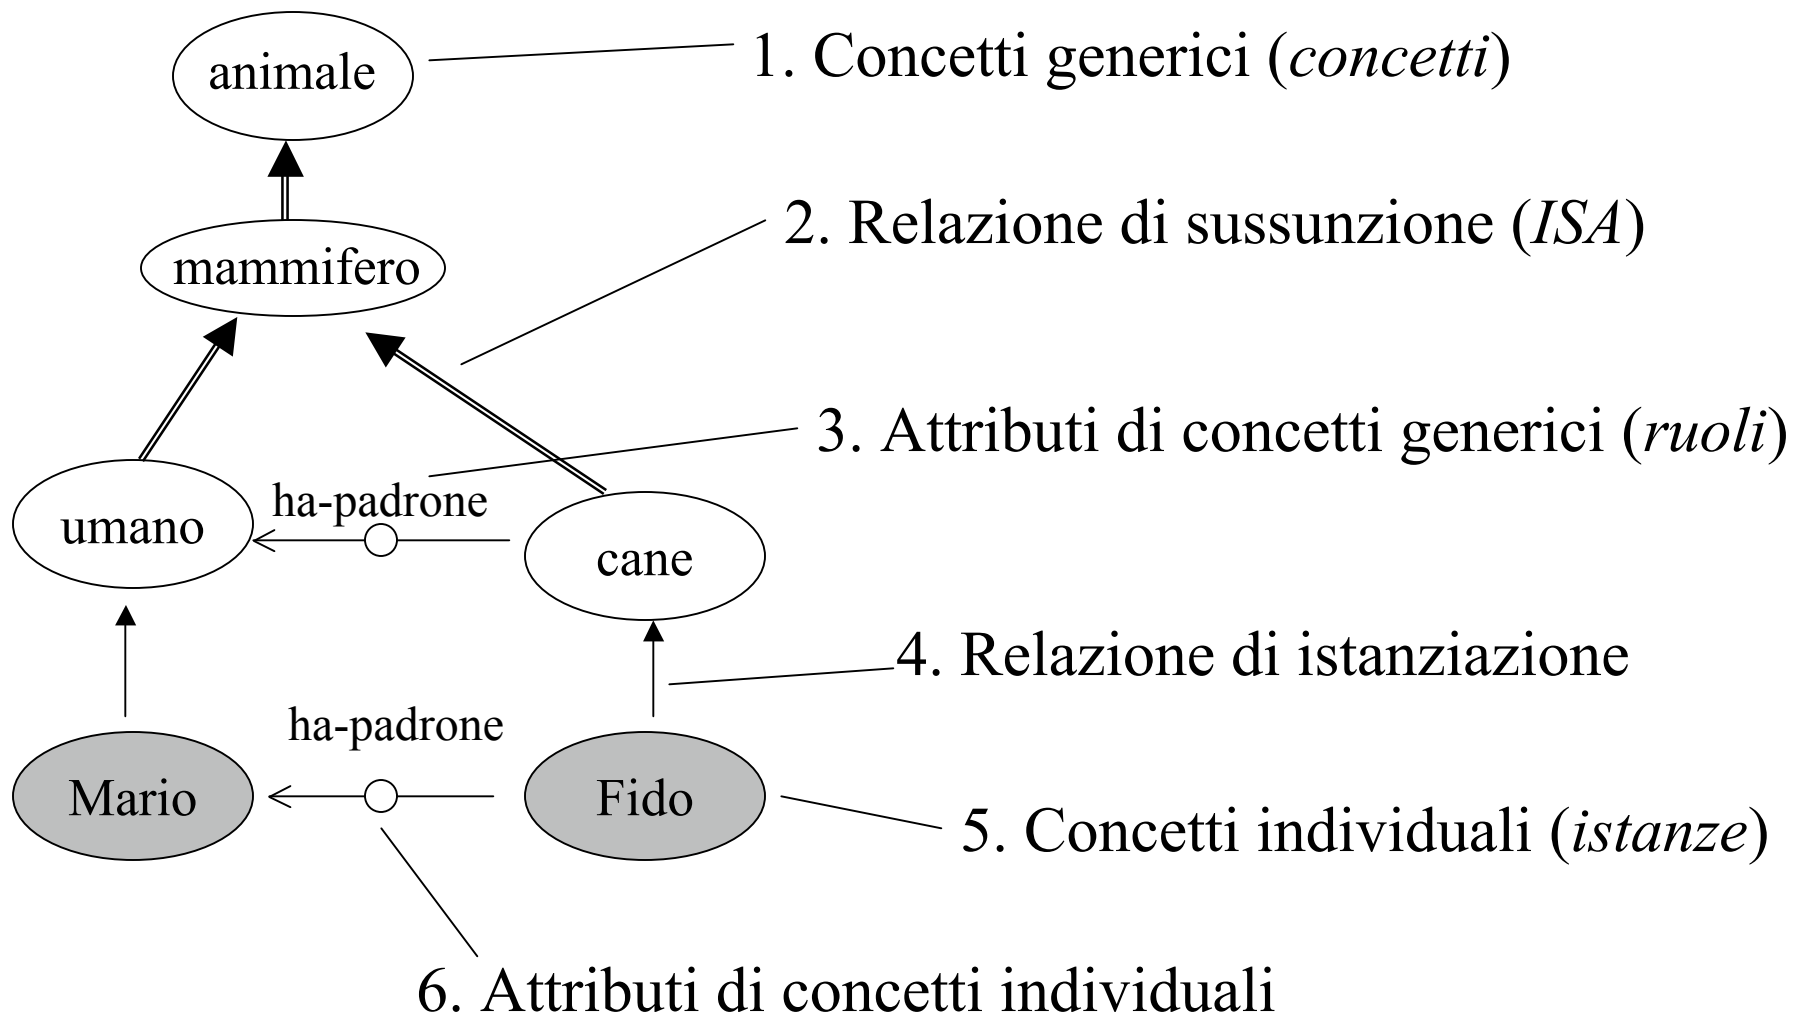 animale
1. Concetti generici (concetti)
mammifero
2. Relazione di sussunzione (ISA)
3. Attributi di concetti generici (ruoli)
ha-padrone
umano
cane
4. Relazione di istanziazione
ha-padrone
Mario
Fido
5. Concetti individuali (istanze)
6. Attributi di concetti individuali